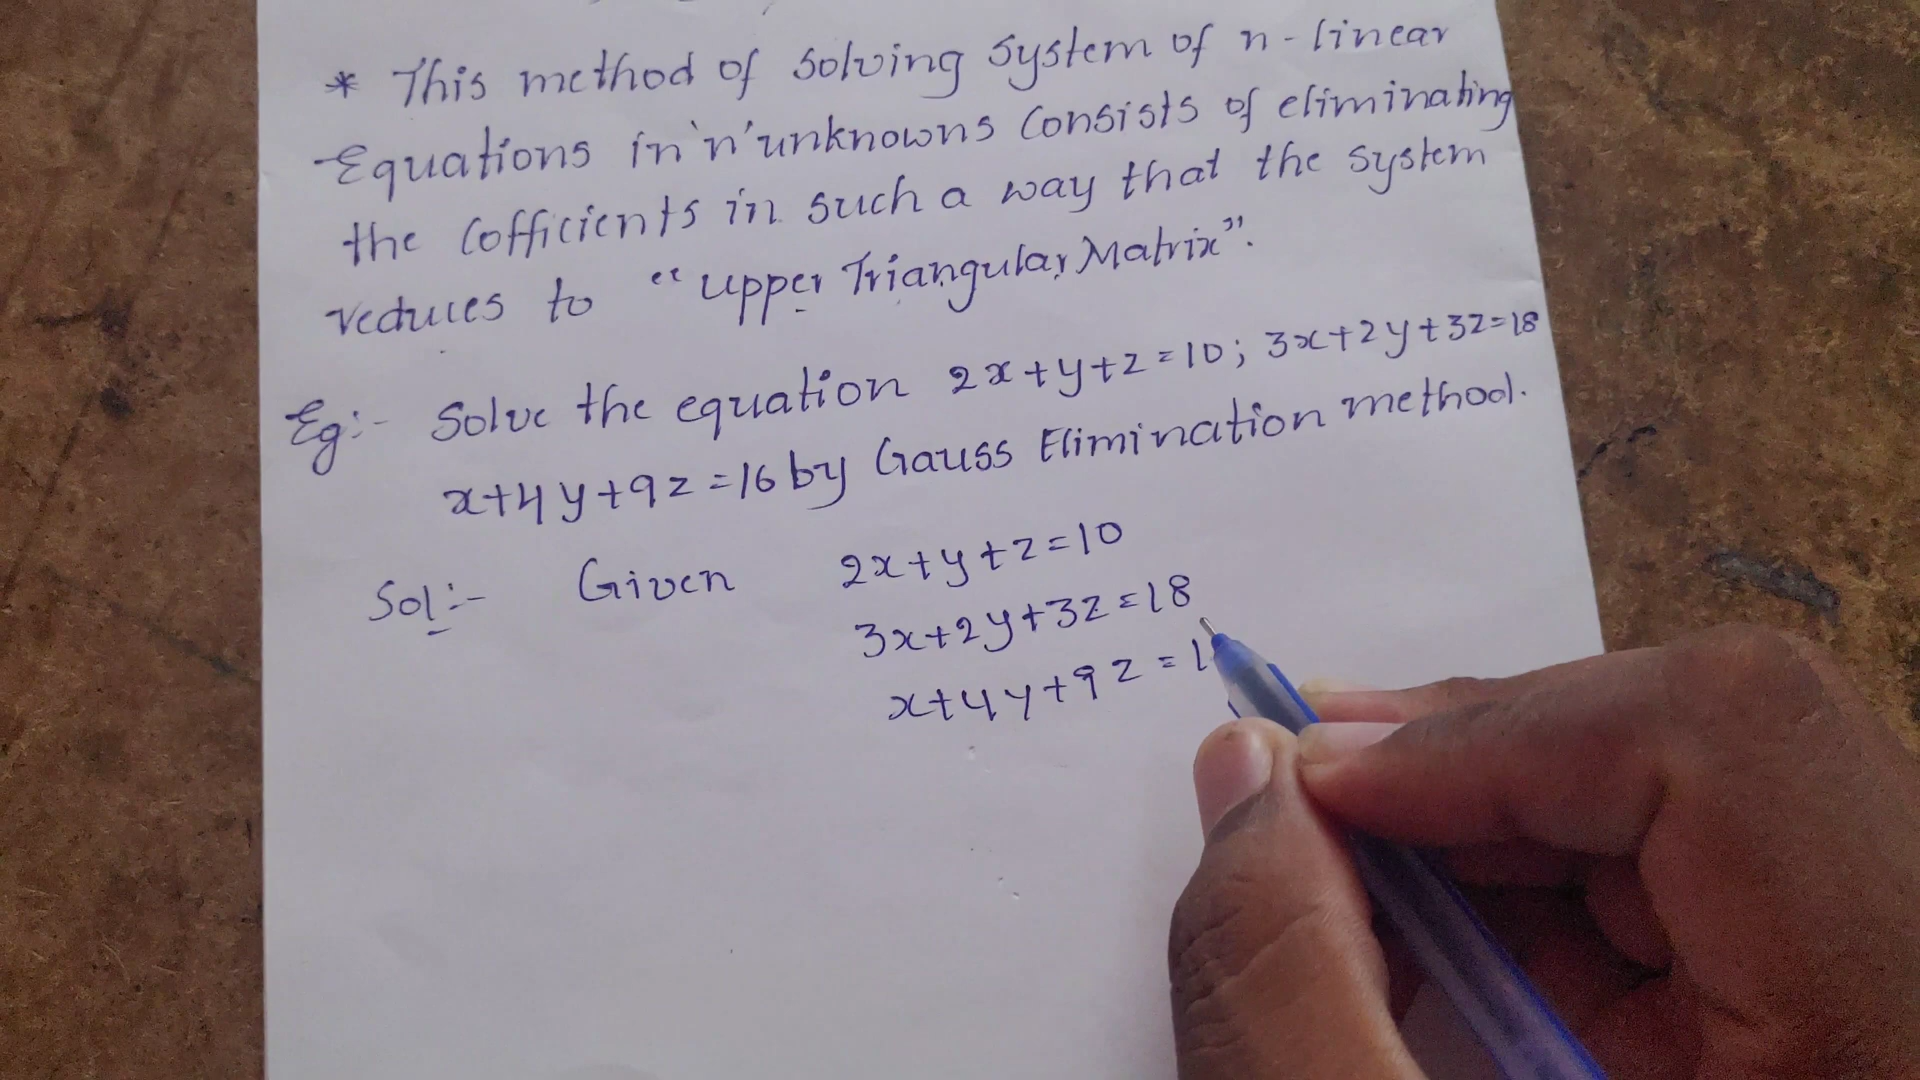 * This method of solving system of n-linear
Equations in 'n' unknowns consists of eliminating
the cofficients in such a way that the system
reduces to "Upper Triangular Matrix".
Eg:- Solve the equation 2x+y+z=10; 3x+2y+3z=18
x+4y+9z=16 by Gauss Elimination method.
Sol:- Given 2x+y+z=10
3x+2y+3z=18
x+4y+9z=1